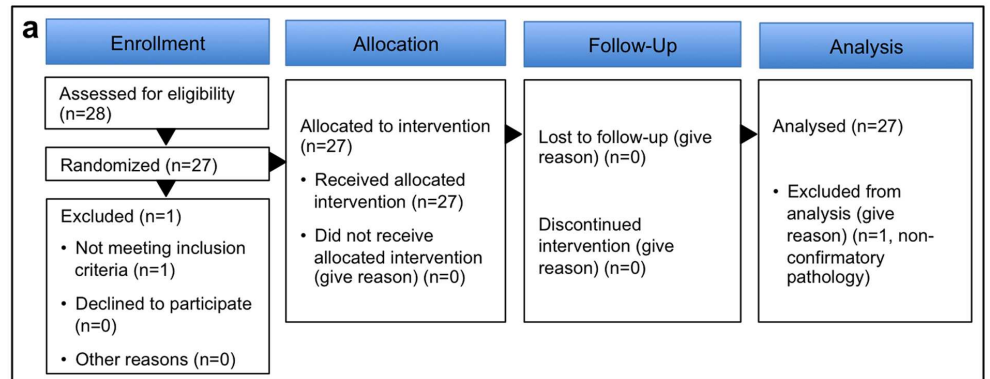 a
Enrollment
Assessed for eligibility
(n=28)
Randomized (n=27)
Excluded (n=1)
• Not meeting inclusion
criteria (n=1)
• Declined to participate
(n=0)
• Other reasons (n=0)
Allocation
Allocated to intervention
(n=27)
• Received allocated
intervention (n=27)
• Did not receive
allocated intervention
(give reason) (n=0)
Follow-Up
Lost to follow-up (give
reason) (n=0)
Discontinued
intervention (give
reason) (n=0)
Analysis
Analysed (n=27)
• Excluded from
analysis (give
reason) (n=1, non-
confirmatory
pathology)